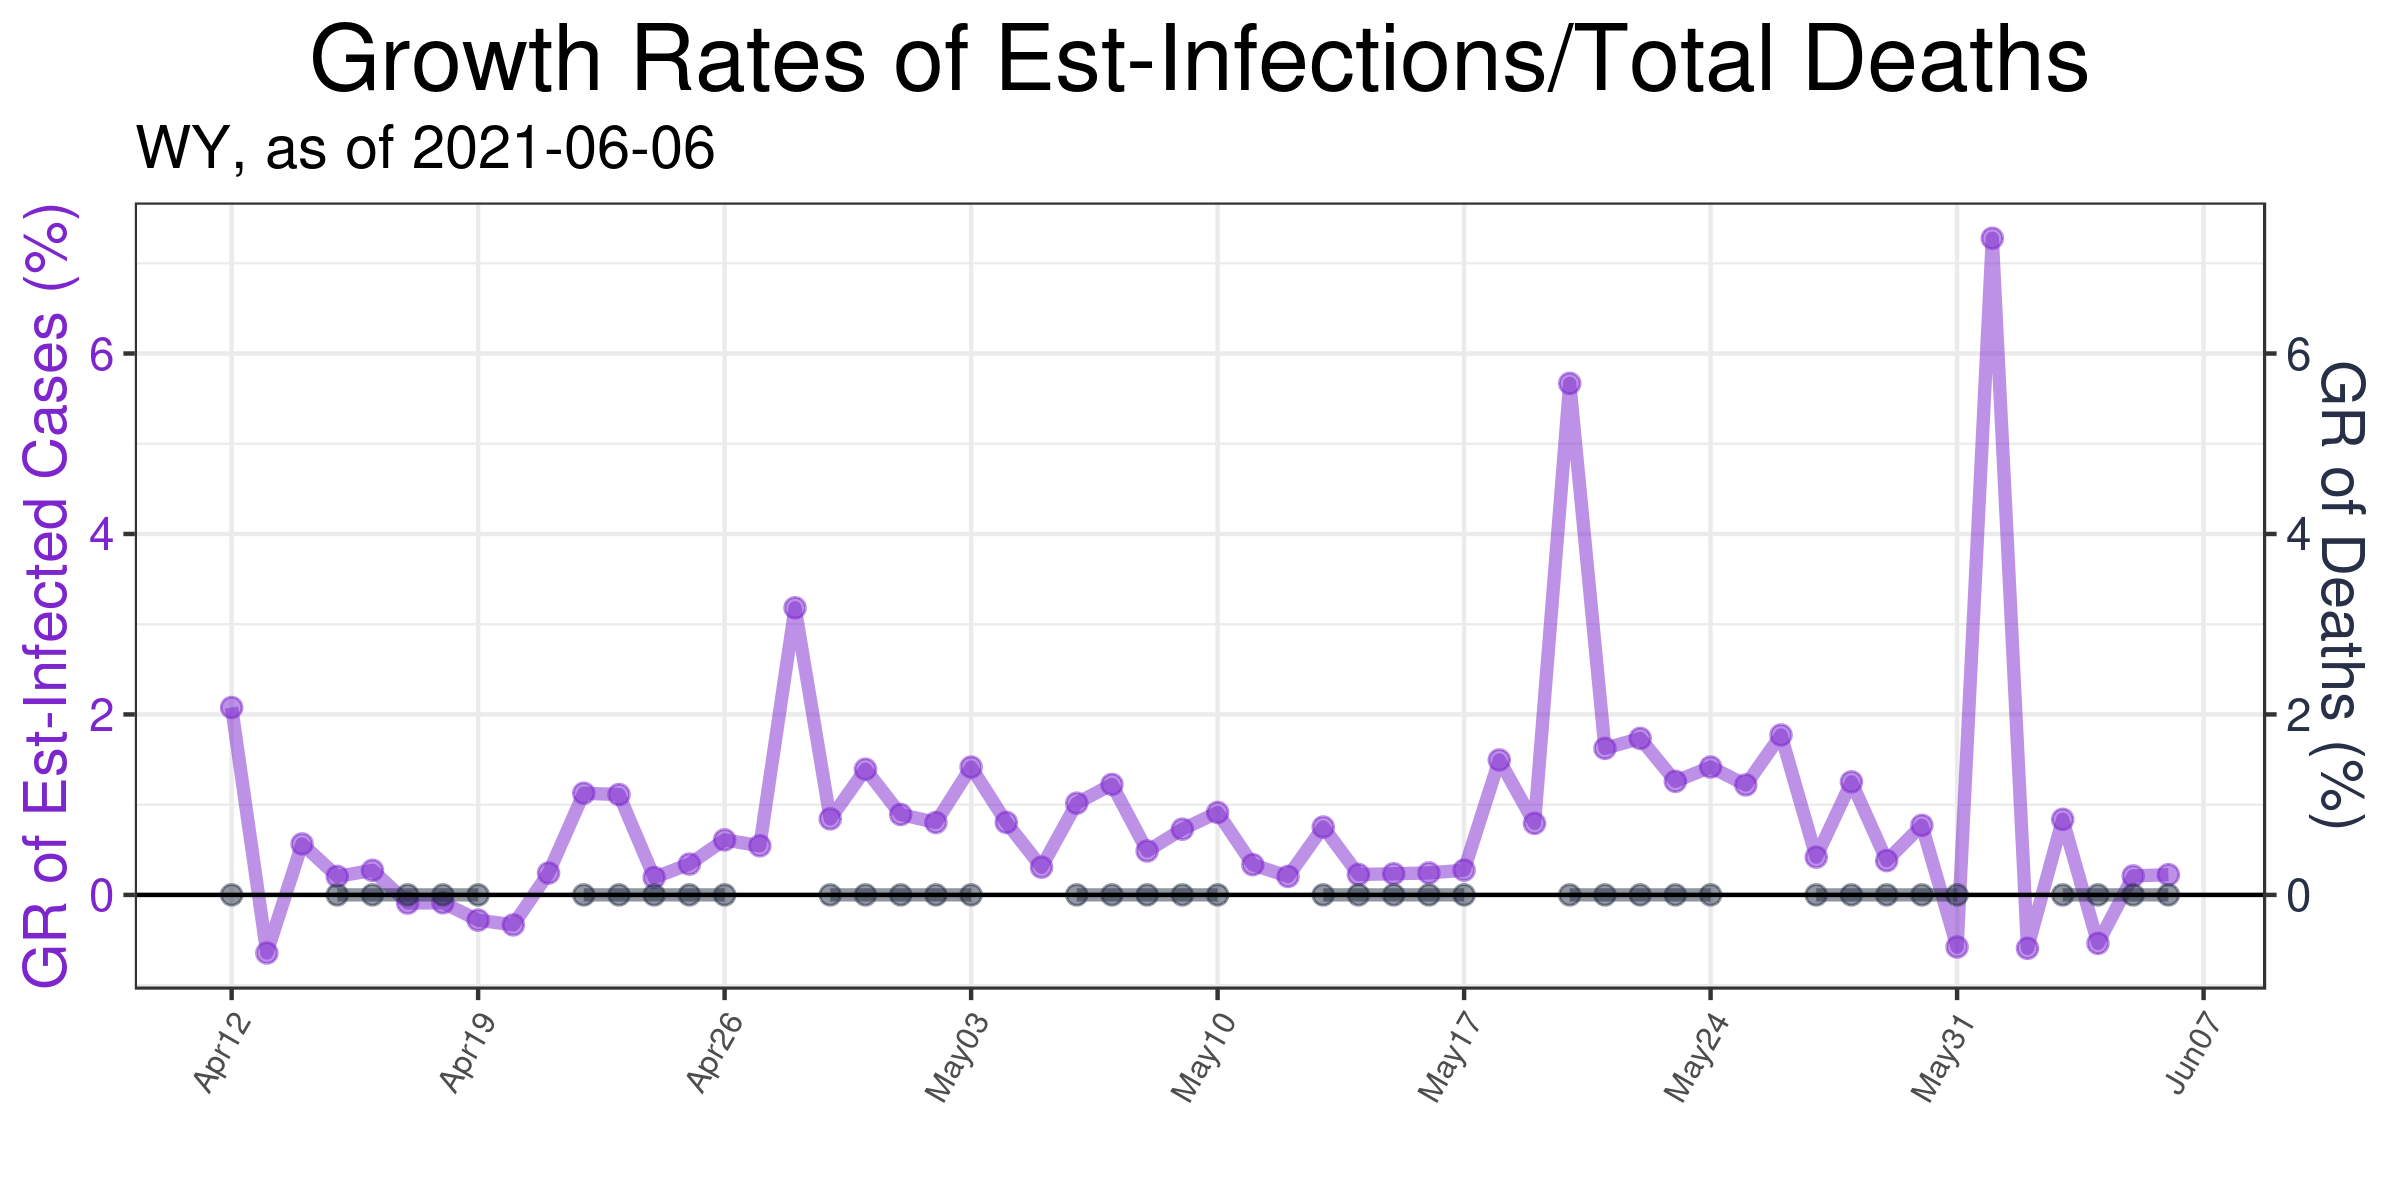 Growth Rates of Est-Infections/Total Deaths
WY, as of 2021-06-06
GR of Est-Infected Cases (%)
6
4
2
0
6
4
2
0
GR of Deaths (%)
Apr12
Apr19
Apr26
May03
May10
May17
May24
May31
Jun07